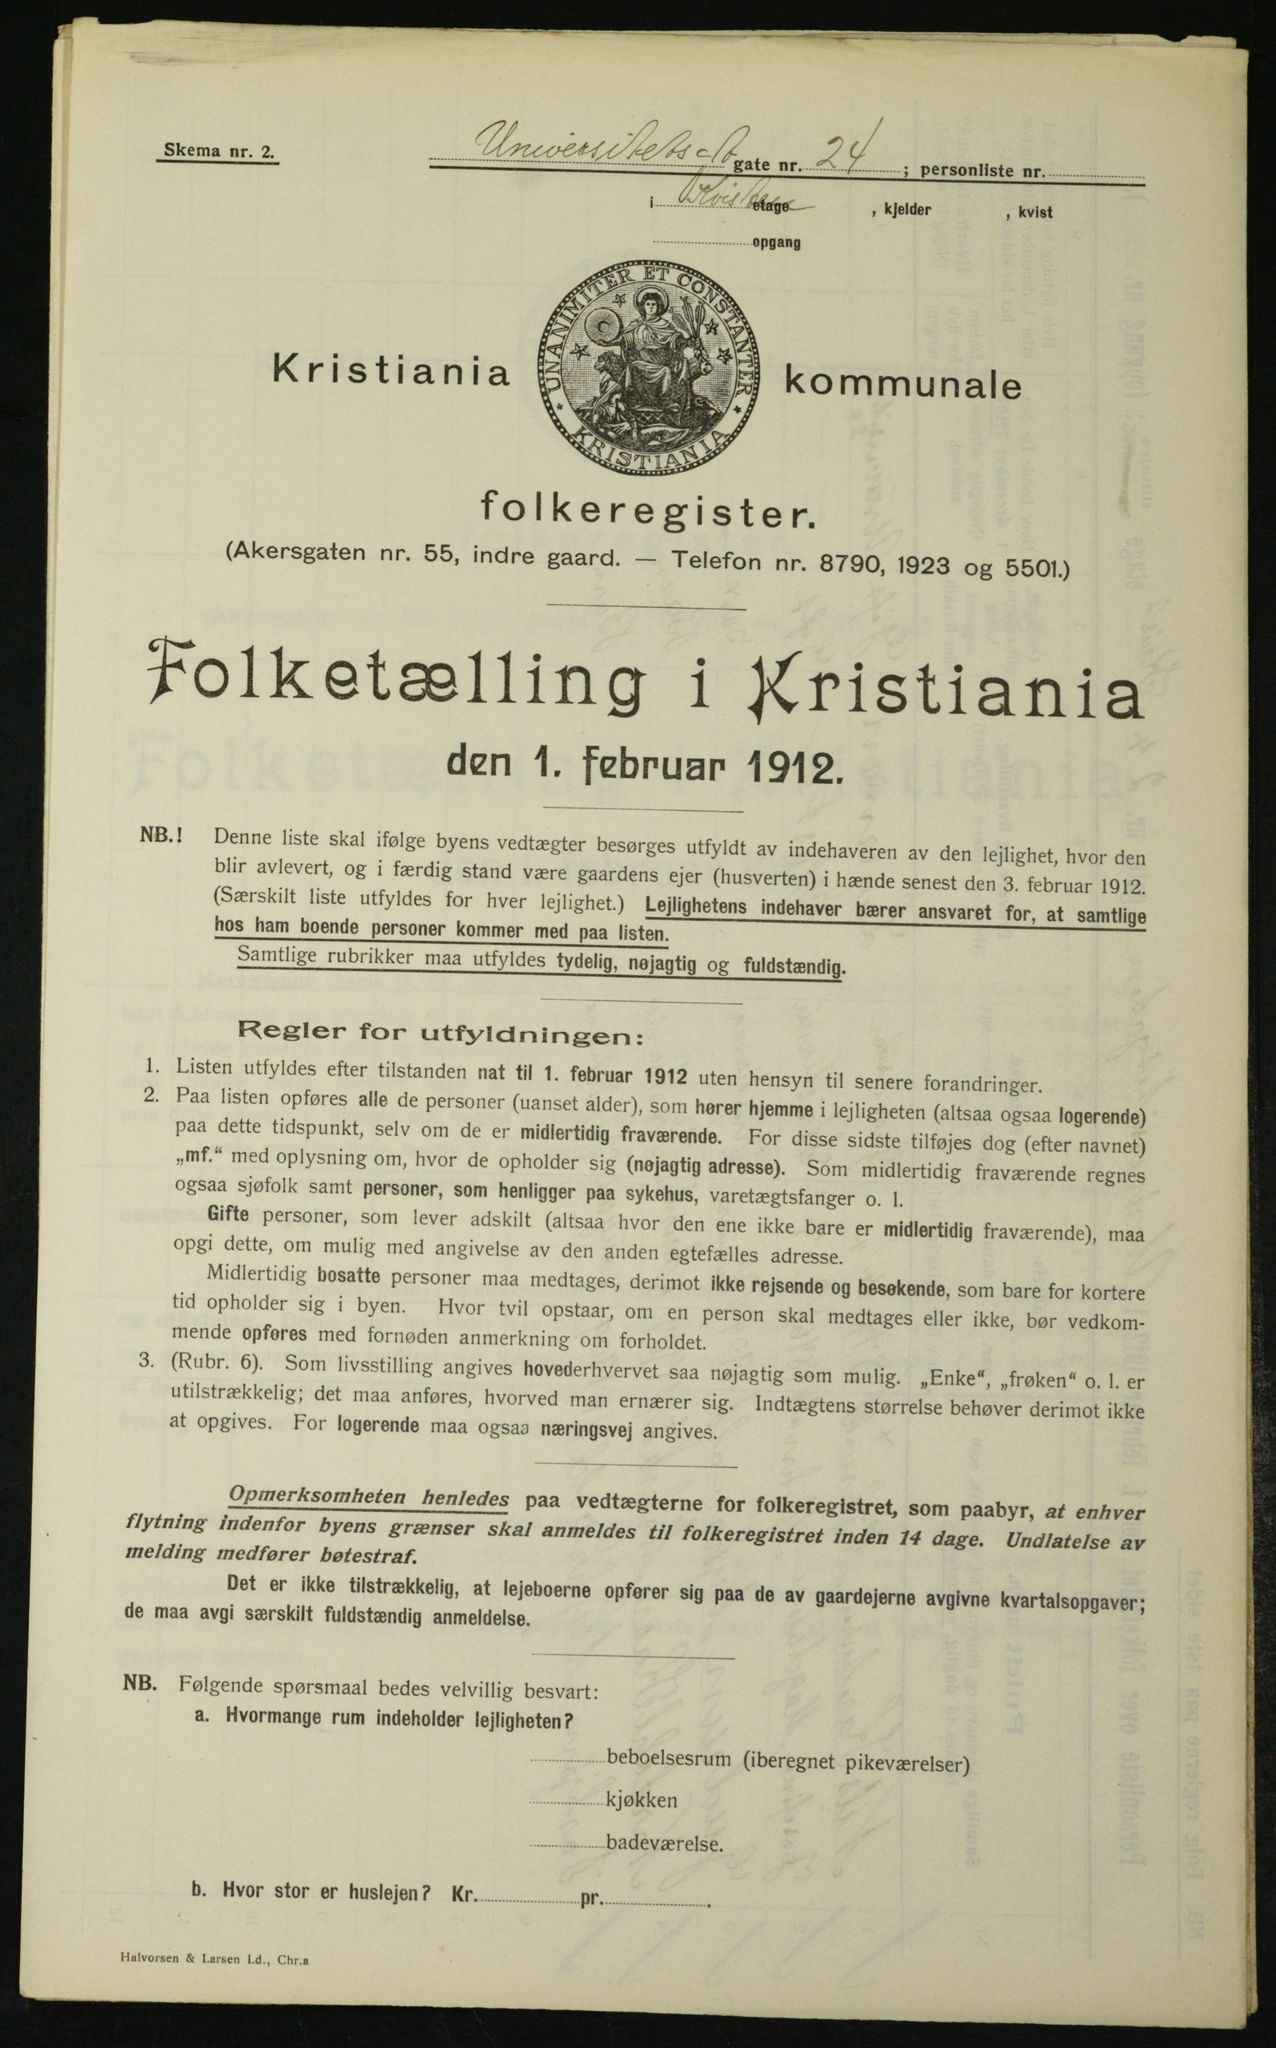 Skema nr. 2.
Universitets gate nr. 24 ; personliste nr.
i Kvisten etage , kjelder , kvist
opgang
UNANIMITER ET CONSTANTER
KRISTIANIA
Kristiania kommunale
folkeregister.
(Akersgaten nr. 55, indre gaard. — Telefon nr. 8790, 1923 og 5501.)
Folketælling i Kristiania
den 1. februar 1912.
NB.! Denne liste skal ifølge byens vedtægter besørges utfyldt av indehaveren av den lejlighet, hvor den
blir avlevert, og i færdig stand være gaardens ejer (husverten) i hænde senest den 3. februar 1912.
(Særskilt liste utfyldes for hver lejlighet.) Lejlighetens indehaver bærer ansvaret for, at samtlige
hos ham boende personer kommer med paa listen.
Samtlige rubrikker maa utfyldes tydelig, nøjagtig og fuldstændig.
Regler for utfyldningen:
1. Listen utfyldes efter tilstanden nat til 1. februar 1912 uten hensyn til senere forandringer.
2. Paa listen opføres alle de personer (uanset alder), som hører hjemme i lejligheten (altsaa ogsaa logerende)
paa dette tidspunkt, selv om de er midlertidig fraværende. For disse sidste tilføjes dog (efter navnet)
„mf.“ med oplysning om, hvor de opholder sig (nøjagtig adresse). Som midlertidig fraværende regnes
ogsaa sjøfolk samt personer, som henligger paa sykehus, varetægtsfanger o. l.
Gifte personer, som lever adskilt (altsaa hvor den ene ikke bare er midlertidig fraværende), maa
opgi dette, om mulig med angivelse av den anden egtefælles adresse.
Midlertidig bosatte personer maa medtages, derimot ikke rejsende og besøkende, som bare for kortere
tid opholder sig i byen. Hvor tvil opstaar, om en person skal medtages eller ikke, bør vedkom-
mende opføres med fornøden anmerkning om forholdet.
3. (Rubr. 6). Som livsstilling angives hovederhvervet saa nøjagtig som mulig. „Enke“, „frøken“ o. l. er
utilstrækkelig; det maa anføres, hvorved man ernærer sig. Indtægtens størrelse behøver derimot ikke
at opgives. For logerende maa ogsaa næringsvej angives.
Opmerksomheten henledes paa vedtægterne for folkeregistret, som paabyr, at enhver
flytning indenfor byens grænser skal anmeldes til folkeregistret inden 14 dage. Undlatelse av
melding medfører bøtestraf.
Det er ikke tilstrækkelig, at lejeboerne opfører sig paa de av gaardejerne avgivne kvartalsopgaver;
de maa avgi særskilt fuldstændig anmeldelse.
NB. Følgende spørsmaal bedes velvillig besvart:
a. Hvormange rum indeholder lejligheten?
beboelsesrum (iberegnet pikeværelser)
kjøkken
badeværelse.
b. Hvor stor er huslejen? Kr. pr. .
Halvorsen & Larsen Ld., Chr.a